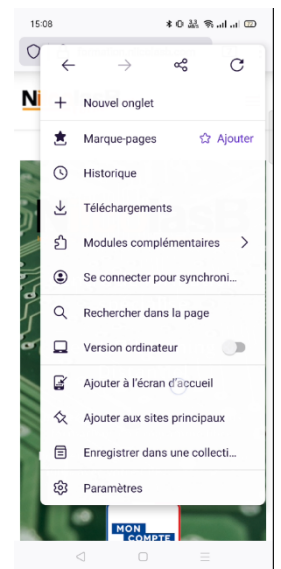 15:08
Ni
Nouvel onglet
Marque-pages Ajouter
Historique
Téléchargements
Modules complémentaires
Se connecter pour synchroni...
Rechercher dans la page
Version ordinateur
Ajouter à l'écran d'accueil
Ajouter aux sites principaux
Enregistrer dans une collecti...
Paramètres
MON
COMPTE